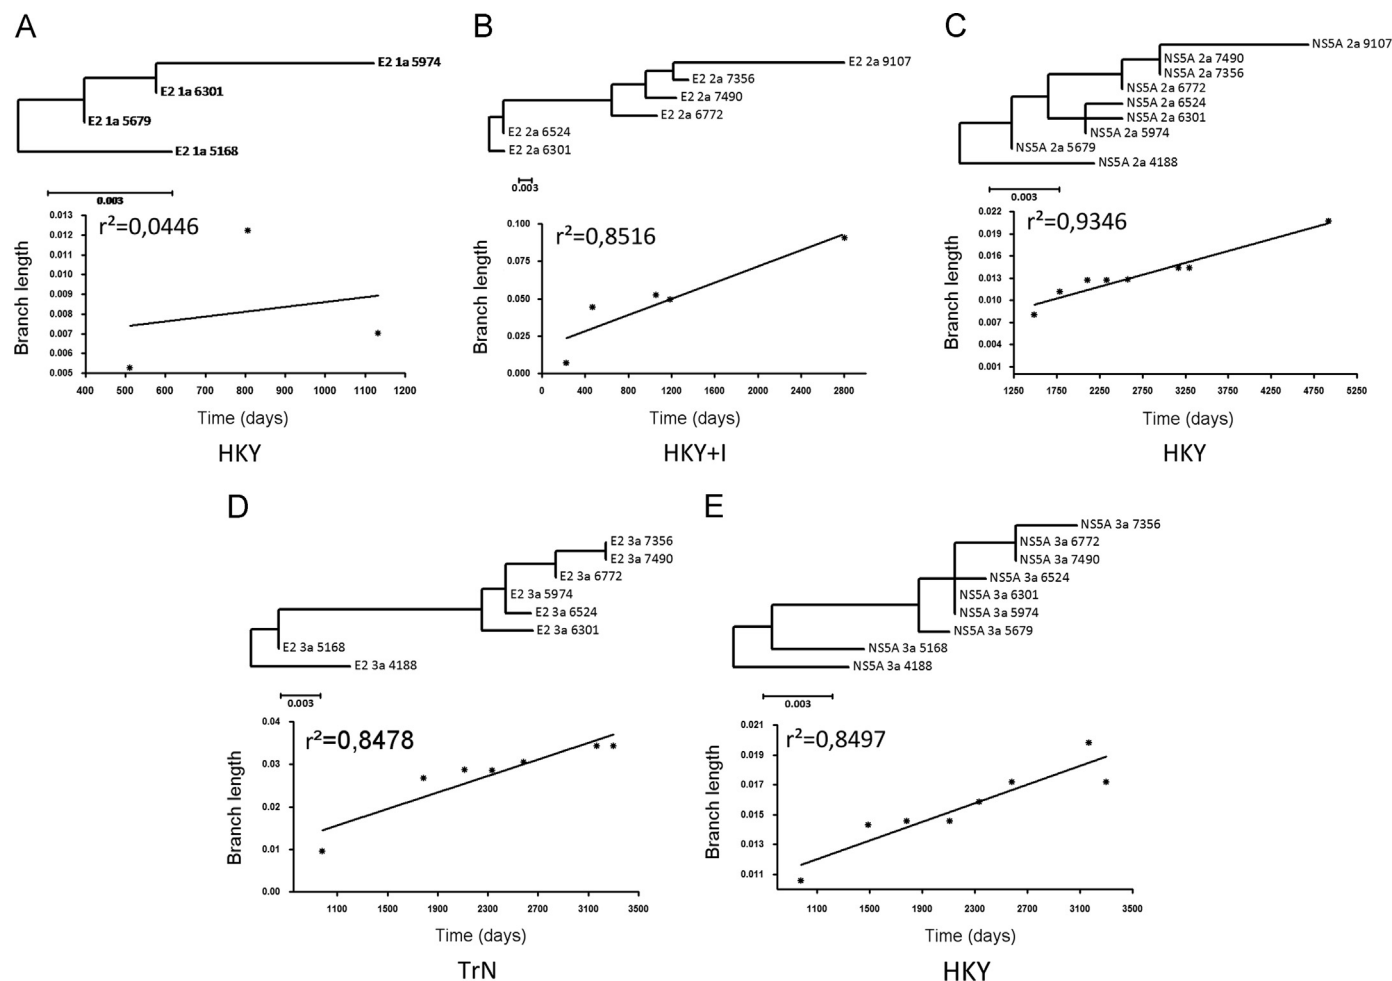 A
E2 1a 5974
E2 1a 6301
E2 1a 5679
E2 1a 5168
0.003
r²=0,0446
Branch length
0.013
0.012
0.011
0.010
0.009
0.008
0.007
0.006
0.005
400 500 600 700 800 900 1000 1100 1200
Time (days)
HKY
B
E2 2a 9107
E2 2a 7356
E2 2a 7490
E2 2a 6772
E2 2a 6524
E2 2a 6301
0.003
r²=0,8516
Branch length
0.100
0.075
0.050
0.025
0.000
0 400 800 1200 1600 2000 2400 2800
Time (days)
HKY+I
C
NS5A 2a 9107
NS5A 2a 7490
NS5A 2a 7356
NS5A 2a 6772
NS5A 2a 6524
NS5A 2a 6301
NS5A 2a 5974
NS5A 2a 5679
NS5A 2a 4188
0.003
r²=0,9346
Branch length
0.022
0.019
0.016
0.013
0.010
0.007
0.004
0.001
1250 1750 2250 2750 3250 3750 4250 4750 5250
Time (days)
HKY
D
E2 3a 7356
E2 3a 7490
E2 3a 6772
E2 3a 5974
E2 3a 6524
E2 3a 6301
E2 3a 5168
E2 3a 4188
0.003
r²=0,8478
Branch length
0.04
0.03
0.02
0.01
0.00
1100 1500 1900 2300 2700 3100 3500
Time (days)
TrN
E
NS5A 3a 7356
NS5A 3a 6772
NS5A 3a 7490
NS5A 3a 6524
NS5A 3a 6301
NS5A 3a 5974
NS5A 3a 5679
NS5A 3a 5168
NS5A 3a 4188
0.003
r²=0,8497
Branch length
0.021
0.019
0.017
0.015
0.013
0.011
1100 1500 1900 2300 2700 3100 3500
Time (days)
HKY